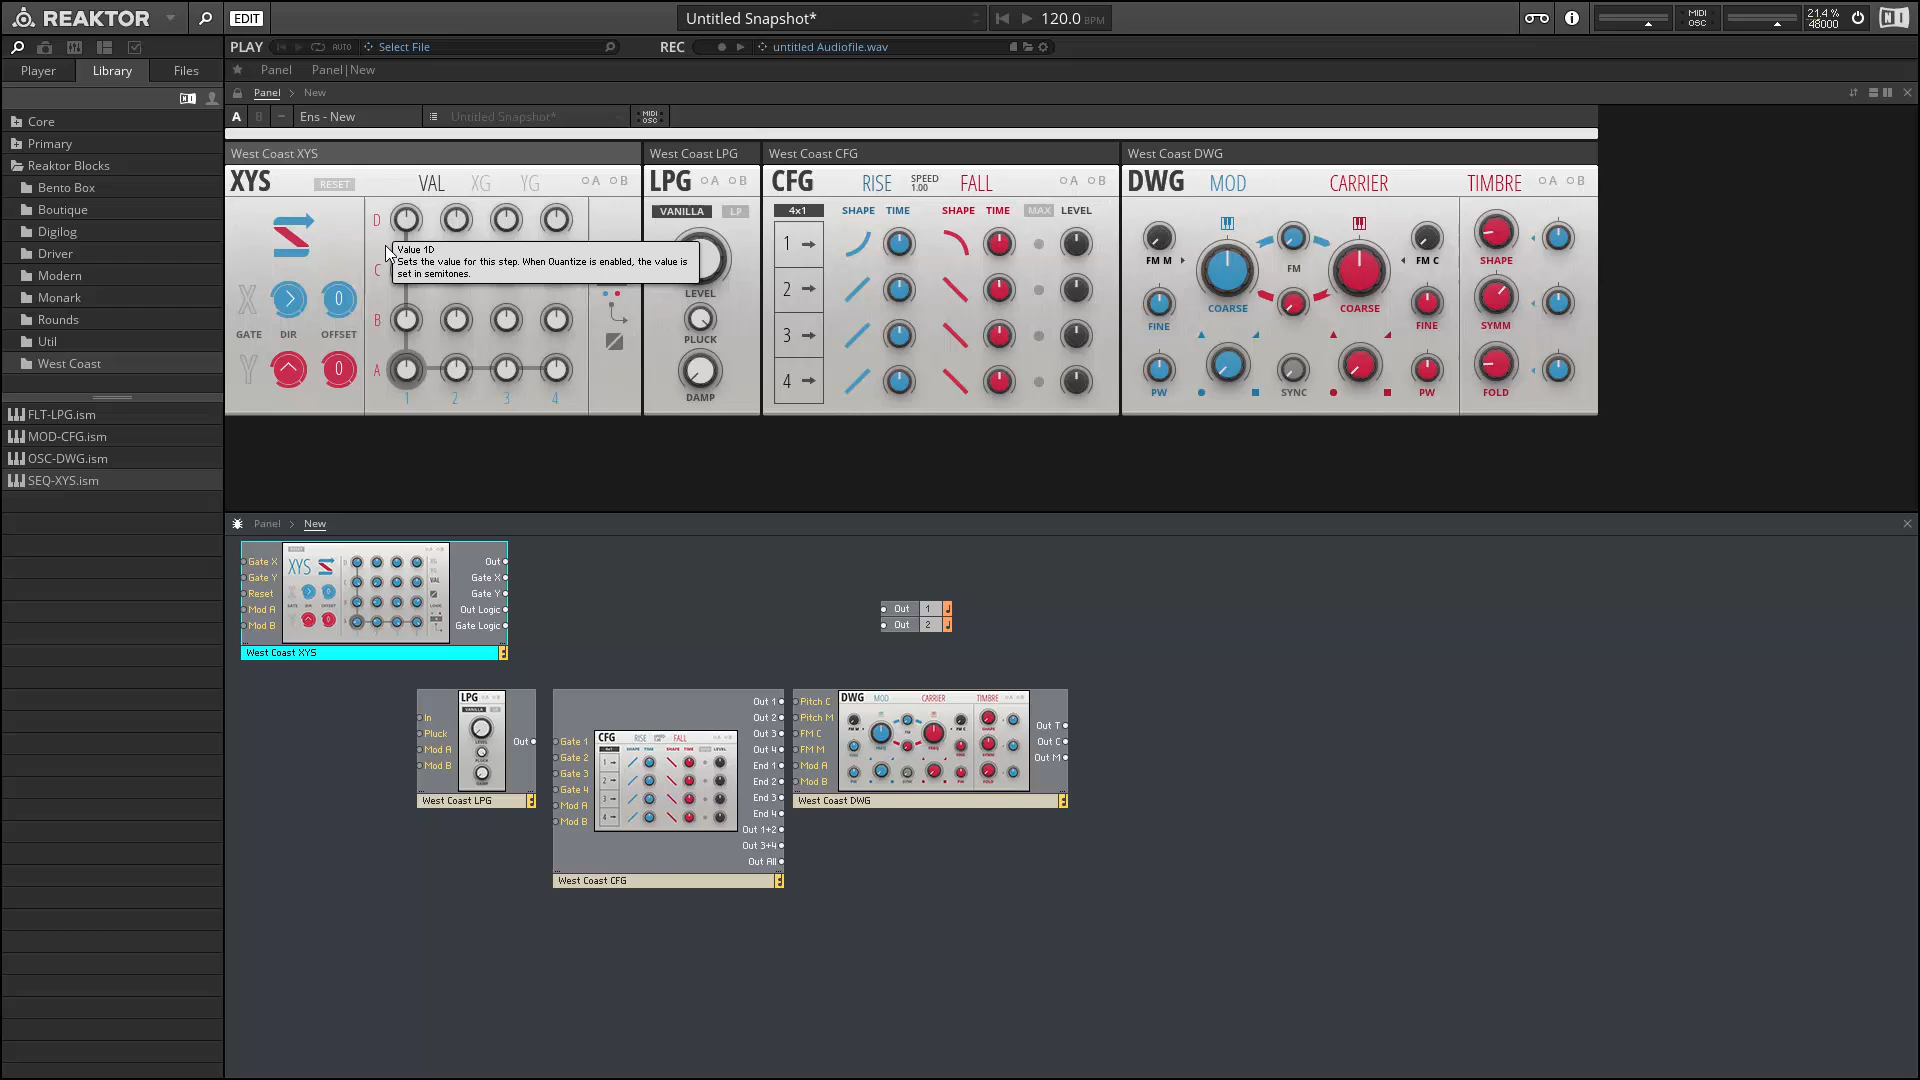 REAKTOR
EDIT
Untitled Snapshot*
120.0 BPM
MIDI
OSC
21.4 %
48000
PLAY
AUTO
Select File
REC
untitled Audiofile.wav
Player
Library
Files
Panel
Panel|New
Panel
New
A
B
Ens - New
Untitled Snapshot*
MIDI
OSC
Core
Primary
Reaktor Blocks
Bento Box
Boutique
Digilog
Driver
Modern
Monark
Rounds
Util
West Coast
FLT-LPG.ism
MOD-CFG.ism
OSC-DWG.ism
SEQ-XYS.ism
West Coast XYS
XYS
RESET
VAL
XG
YG
A
B
X
GATE
DIR
0
OFFSET
Y
0
D
C
B
A
1
2
3
4
Value 1D
Sets the value for this step. When Quantize is enabled, the value is
set in semitones.
West Coast LPG
LPG
A
B
VANILLA
LP
LEVEL
PLUCK
DAMP
West Coast CFG
CFG
RISE
SPEED
1.00
FALL
A
B
4x1
SHAPE
TIME
SHAPE
TIME
MAX
LEVEL
1
2
3
4
West Coast DWG
DWG
MOD
CARRIER
TIMBRE
A
B
FM M
COARSE
FM
COARSE
FM C
SHAPE
FINE
FINE
SYMM
PW
SYNC
PW
FOLD
Panel
New
Gate X
Gate Y
Reset
Mod A
Mod B
XYS
Out
Gate X
Gate Y
Out Logic
Gate Logic
West Coast XYS
Out 1
Out 2
LPG
In
Pluck
Mod A
Mod B
Out
West Coast LPG
Gate 1
Gate 2
Gate 3
Gate 4
Mod A
Mod B
CFG
RISE
FALL
Out 1
Out 2
Out 3
Out 4
End 1
End 2
End 3
End 4
Out 1+2
Out 3+4
Out All
West Coast CFG
Pitch C
Pitch M
FM C
FM M
Mod A
Mod B
DWG
MOD
CARRIER
TIMBRE
Out T
Out C
Out M
West Coast DWG